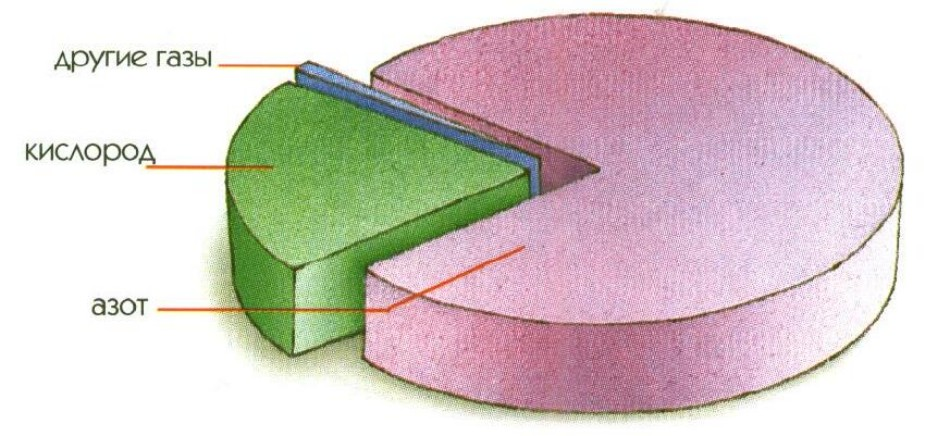 другие газы
кислород
азот